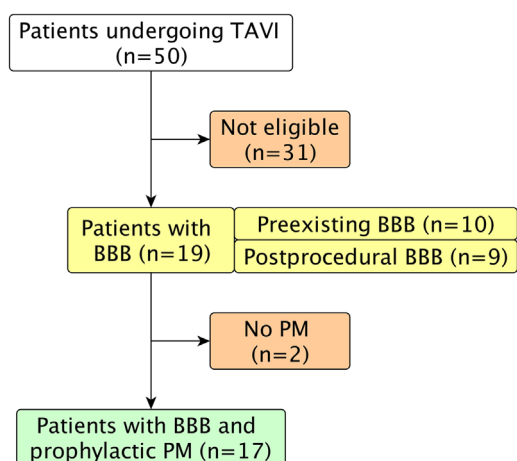 Patients undergoing TAVI
(n=50)
Not eligible
(n=31)
Patients with
BBB (n=19)
Preexisting BBB (n=10)
Postprocedural BBB (n=9)
No PM
(n=2)
Patients with BBB and
prophylactic PM (n=17)